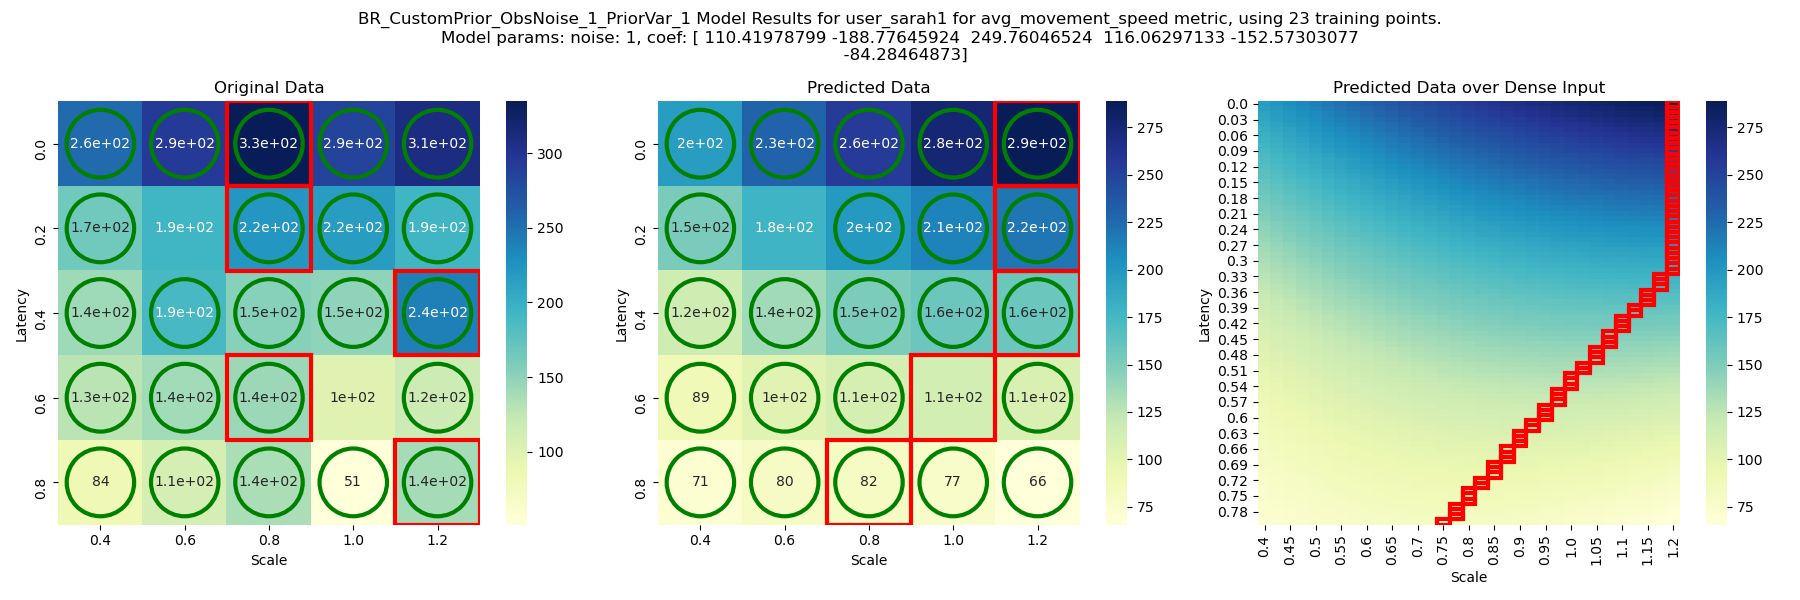 BR_CustomPrior_ObsNoise_1_PriorVar_1 Model Results for user_sarah1 for avg_movement_speed metric, using 23 training points.
Model params: noise: 1, coef: [ 110.41978799 -188.77645924  249.76046524  116.06297133 -152.57303077
-84.28464873]
Original Data
2.6e+02 2.9e+02 3.3e+02 2.9e+02 3.1e+02
1.7e+02 1.9e+02 2.2e+02 2.2e+02 1.9e+02
1.4e+02 1.9e+02 1.5e+02 1.5e+02 2.4e+02
1.3e+02 1.4e+02 1.4e+02 1e+02 1.2e+02
84 1.1e+02 1.4e+02 51 1.4e+02
0.0
0.2
0.4
0.6
0.8
Latency
0.4 0.6 0.8 1.0 1.2
Scale
300
250
200
150
100
Predicted Data
2e+02 2.3e+02 2.6e+02 2.8e+02 2.9e+02
1.5e+02 1.8e+02 2e+02 2.1e+02 2.2e+02
1.2e+02 1.4e+02 1.5e+02 1.6e+02 1.6e+02
89 1e+02 1.1e+02 1.1e+02 1.1e+02
71 80 82 77 66
0.0
0.2
0.4
0.6
0.8
Latency
0.4 0.6 0.8 1.0 1.2
Scale
275
250
225
200
175
150
125
100
75
Predicted Data over Dense Input
0.0
0.03
0.06
0.09
0.12
0.15
0.18
0.21
0.24
0.27
0.3
0.33
0.36
0.39
0.42
0.45
0.48
0.51
0.54
0.57
0.6
0.63
0.66
0.69
0.72
0.75
0.78
Latency
0.4 0.45 0.5 0.55 0.6 0.65 0.7 0.75 0.8 0.85 0.9 0.95 1.0 1.05 1.1 1.15 1.2
Scale
275
250
225
200
175
150
125
100
75